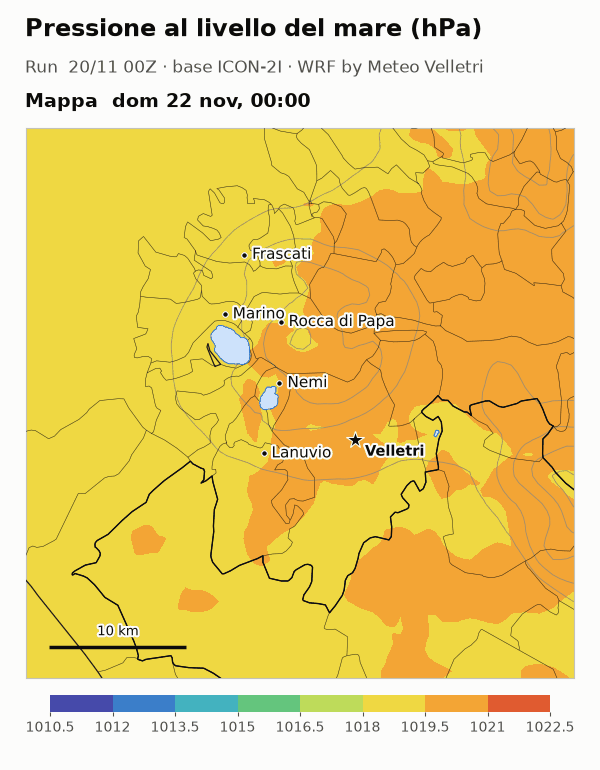 Pressione al livello del mare (hPa)
Run  20/11 00Z · base ICON-2I · WRF by Meteo Velletri
Mappa  dom 22 nov, 00:00
Frascati
Marino
Rocca di Papa
Nemi
Velletri
Lanuvio
10 km
1010.5 1012 1013.5 1015 1016.5 1018 1019.5 1021 1022.5